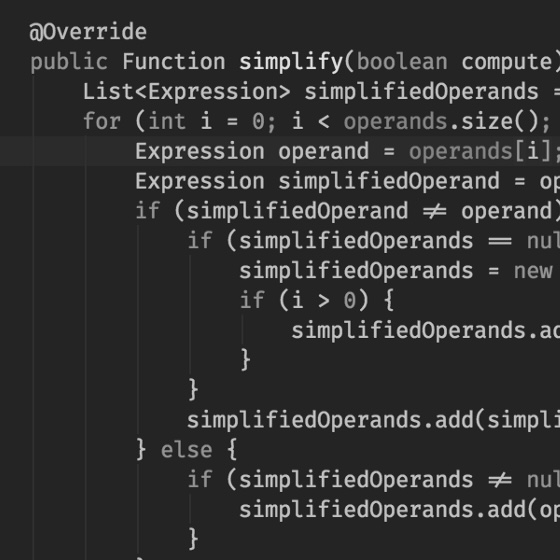 @Override
public Function simplify(boolean compute)
List<Expression> simplifiedOperands =
for (int i = 0; i < operands.size();
Expression operand = operands[i];
Expression simplifiedOperand = op
if (simplifiedOperand ≠ operand)
if (simplifiedOperands == nul
simplifiedOperands = new
if (i > 0) {
simplifiedOperands.ad
}
}
simplifiedOperands.add(simpli
} else {
if (simplifiedOperands ≠ nul
simplifiedOperands.add(op
}